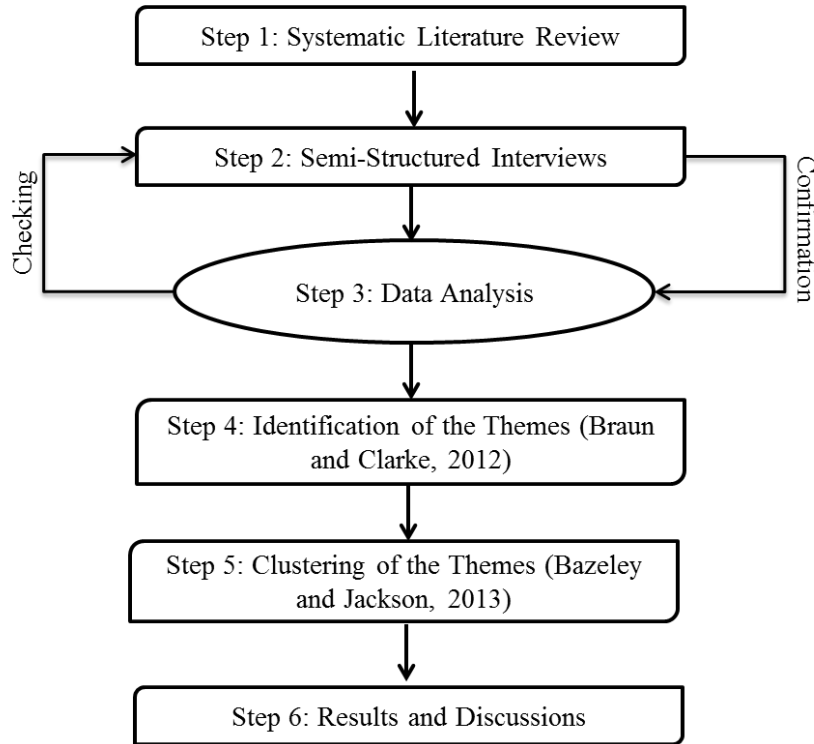 Step 1: Systematic Literature Review
Step 2: Semi-Structured Interviews
Checking
Confirmation
Step 3: Data Analysis
Step 4: Identification of the Themes (Braun
and Clarke, 2012)
Step 5: Clustering of the Themes (Bazeley
and Jackson, 2013)
Step 6: Results and Discussions